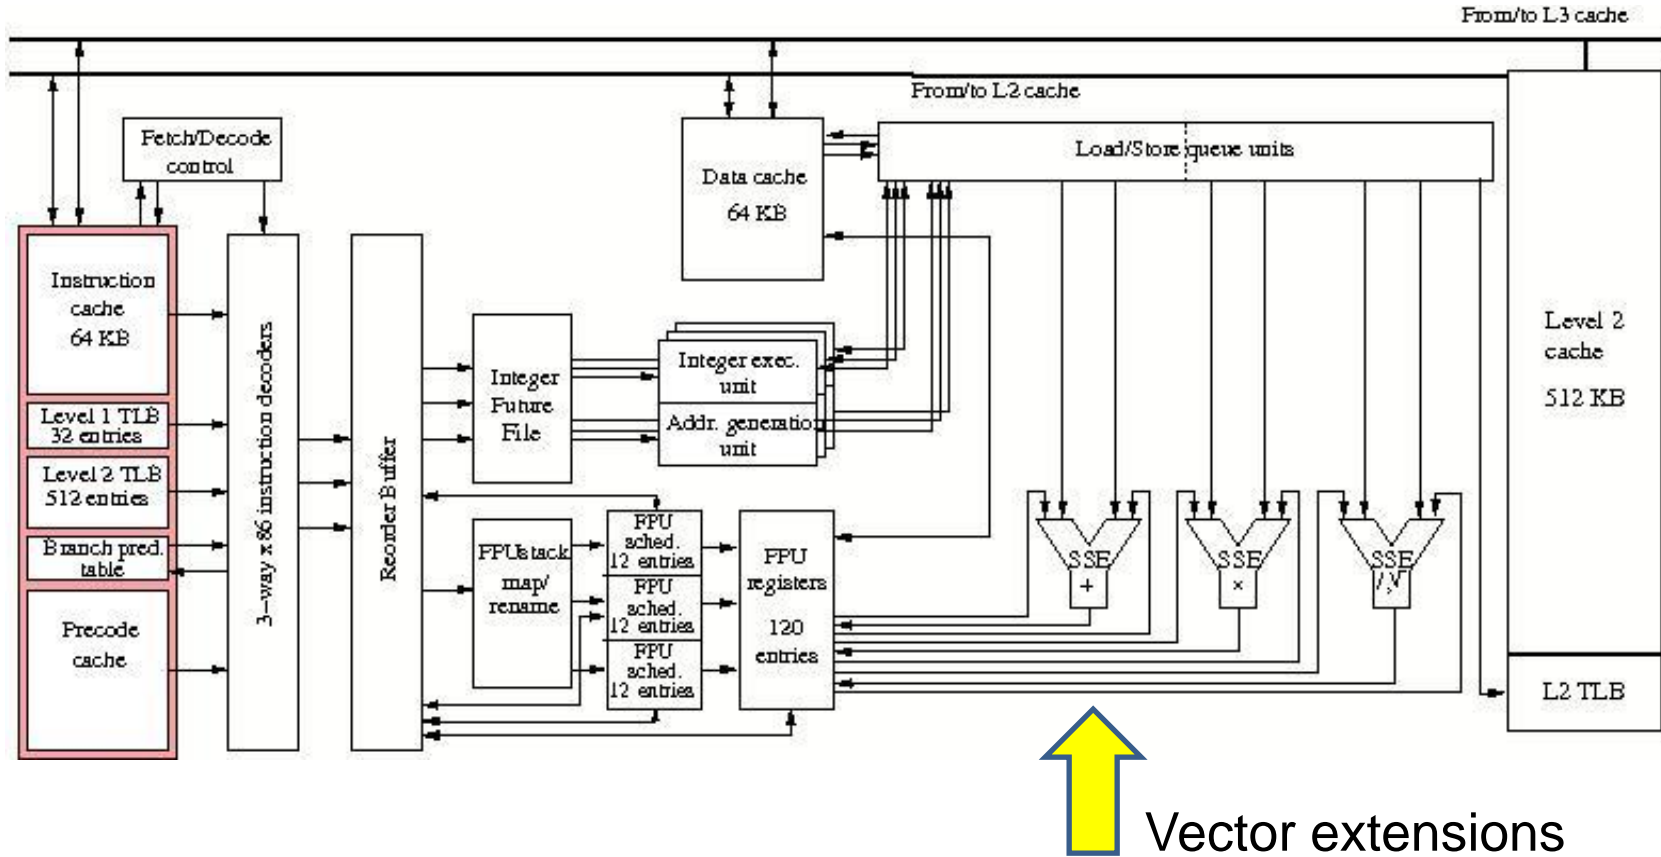 From/to L3 cache
From/to L2 cache
Fetch/Decode
control
Data cache
64 KB
Load/Store queue units
Instruction
cache
64 KB
Level 1 TLB
32 entries
Level 2 TLB
512 entries
Branch pred.
table
Precode
cache
3-way x86 instruction decoders
Reorder Buffer
Integer
Future
File
Integer exec.
unit
Addr. generation
unit
FPU stack
map/
rename
FPU
sched.
12 entries
FPU
sched.
12 entries
FPU
sched.
12 entries
FPU
registers
120
entries
SSE
+
SSE
×
SSE
/,√
Level 2
cache
512 KB
L2 TLB
Vector extensions